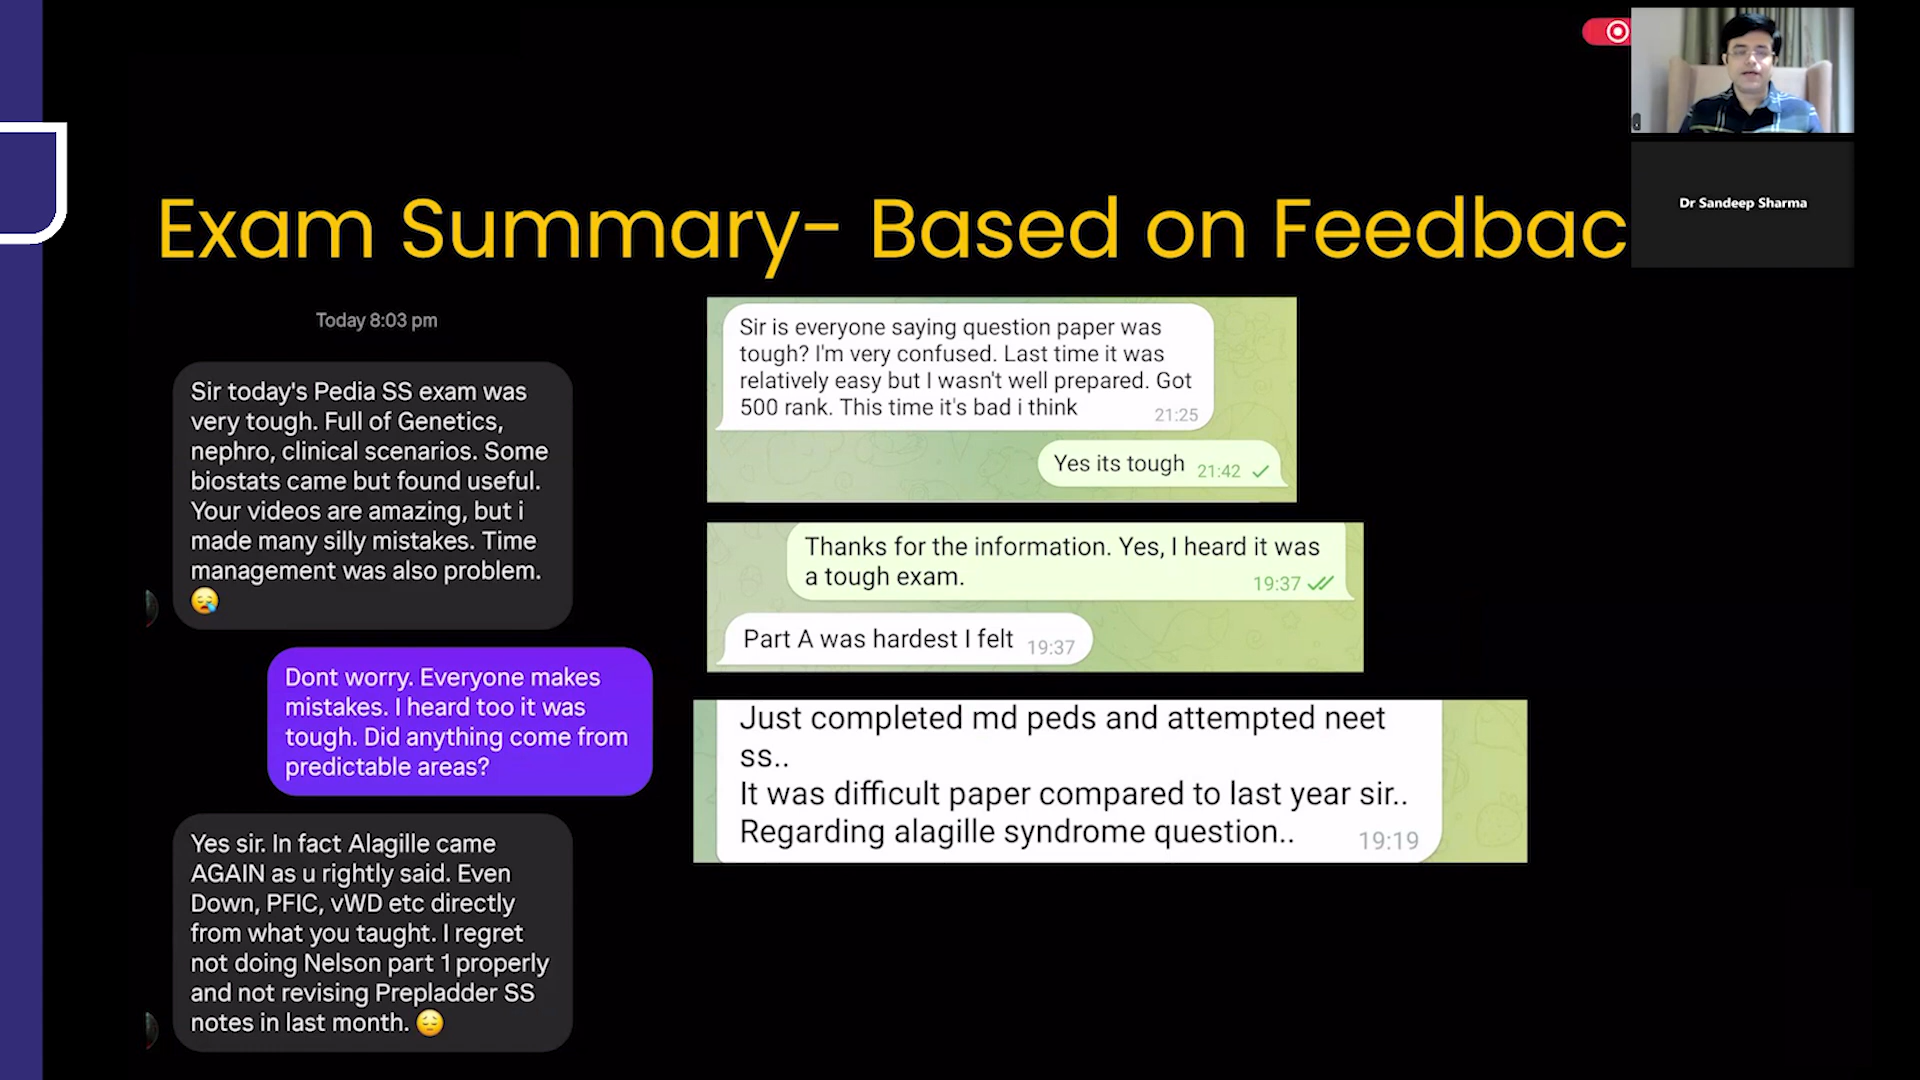 Exam Summary- Based on Feedbac
Dr Sandeep Sharma
Today 8:03 pm
Sir today's Pedia SS exam was
very tough. Full of Genetics,
nephro, clinical scenarios. Some
biostats came but found useful.
Your videos are amazing, but i
made many silly mistakes. Time
management was also problem.
😪
Dont worry. Everyone makes
mistakes. I heard too it was
tough. Did anything come from
predictable areas?
Yes sir. In fact Alagille came
AGAIN as u rightly said. Even
Down, PFIC, vWD etc directly
from what you taught. I regret
not doing Nelson part 1 properly
and not revising Prepladder SS
notes in last month. 😔
Sir is everyone saying question paper was
tough? I'm very confused. Last time it was
relatively easy but I wasn't well prepared. Got
500 rank. This time it's bad i think 21:25
Yes its tough 21:42
Thanks for the information. Yes, I heard it was
a tough exam. 19:37
Part A was hardest I felt 19:37
Just completed md peds and attempted neet
ss..
It was difficult paper compared to last year sir..
Regarding alagille syndrome question.. 19:19